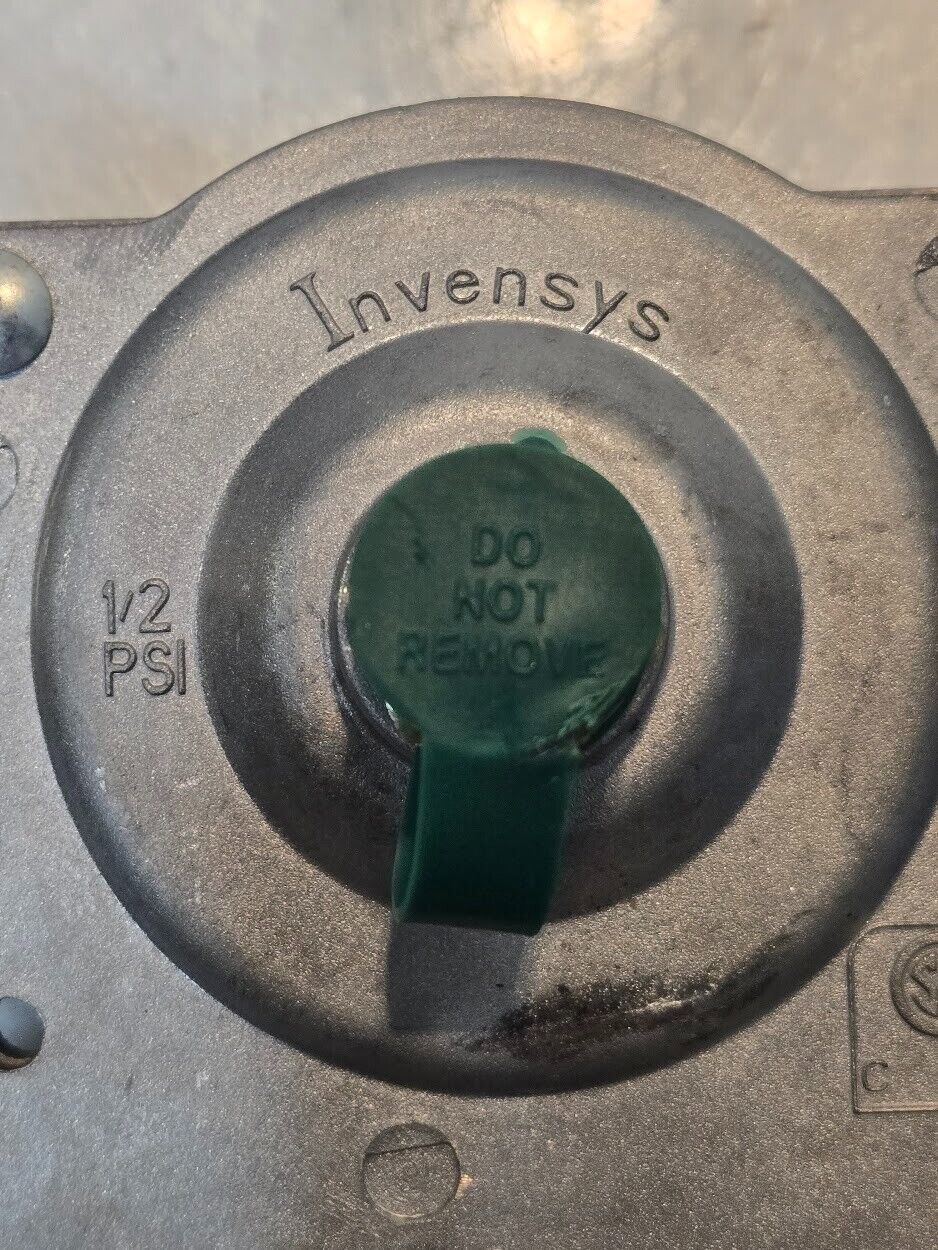 Invensys
DO
NOT
REMOVE
1/2
PSI
C